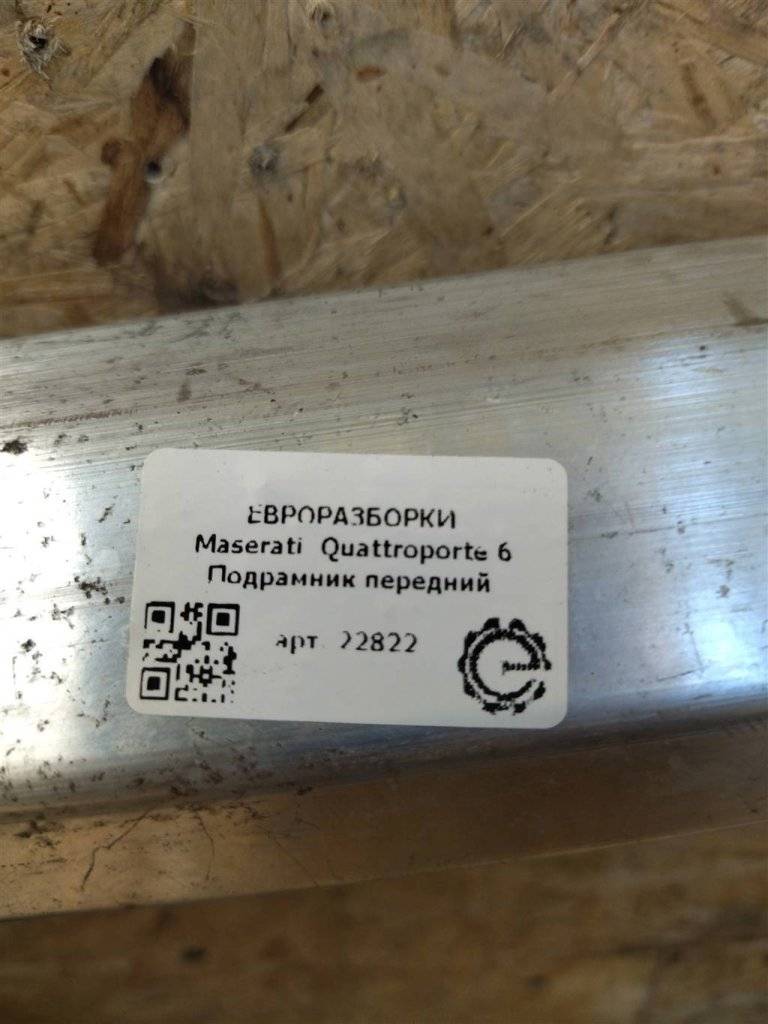 ЕВРОРАЗБОРКИ
Maserati Quattroporte 6
Подрамник передний
арт. 22822